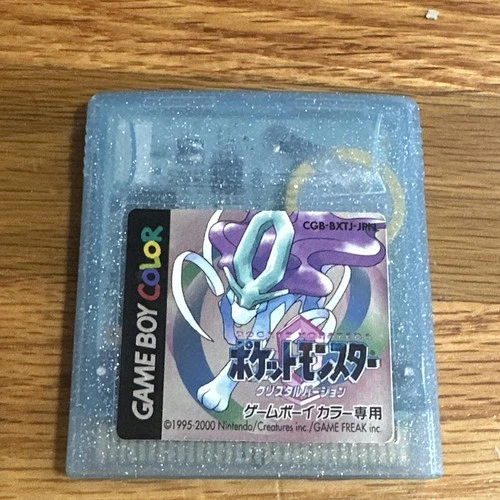 GAME BOY COLOR
CGB-BXTJ-JPN
POCKET MONSTERS
ポケットモンスター
クリスタルバージョン
ゲームボーイカラー専用
©1995-2000 Nintendo/Creatures inc./GAME FREAK inc.